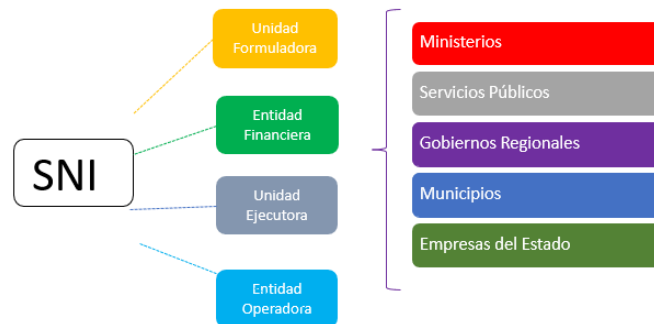 SNI
Unidad
Formuladora
Entidad
Financiera
Unidad
Ejecutora
Entidad
Operadora
Ministerios
Servicios Públicos
Gobiernos Regionales
Municipios
Empresas del Estado